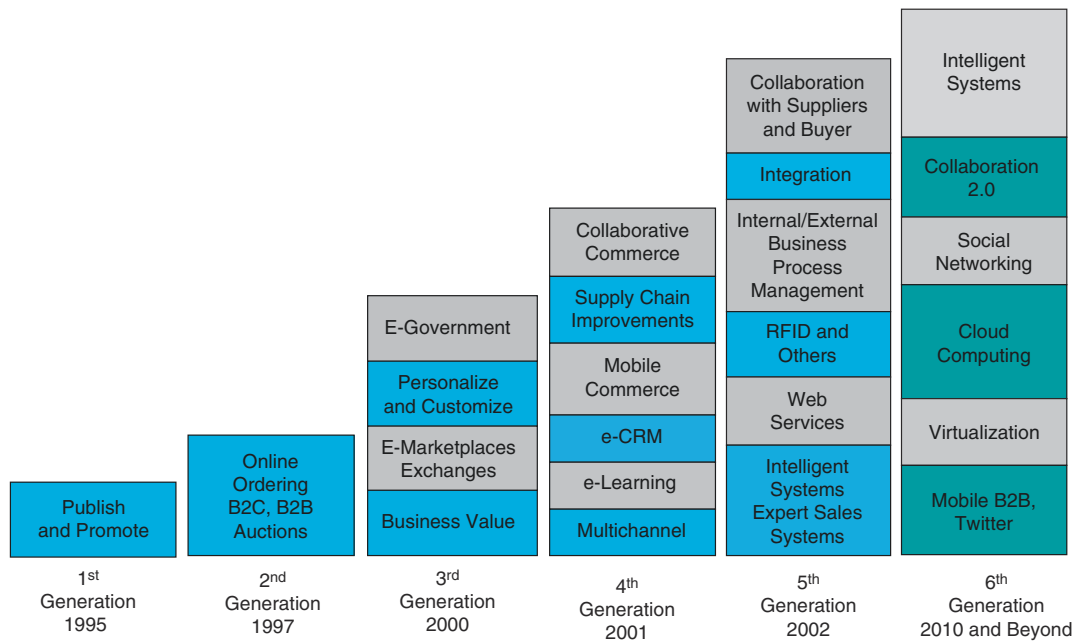 Publish
and Promote
1st
Generation
1995
Online
Ordering
B2C, B2B
Auctions
2nd
Generation
1997
E-Government
Personalize
and Customize
E-Marketplaces
Exchanges
Business Value
3rd
Generation
2000
Collaborative
Commerce
Supply Chain
Improvements
Mobile
Commerce
e-CRM
e-Learning
Multichannel
4th
Generation
2001
Collaboration
with Suppliers
and Buyer
Integration
Internal/External
Business
Process
Management
RFID and
Others
Web
Services
Intelligent
Systems
Expert Sales
Systems
5th
Generation
2002
Intelligent
Systems
Collaboration
2.0
Social
Networking
Cloud
Computing
Virtualization
Mobile B2B,
Twitter
6th
Generation
2010 and Beyond